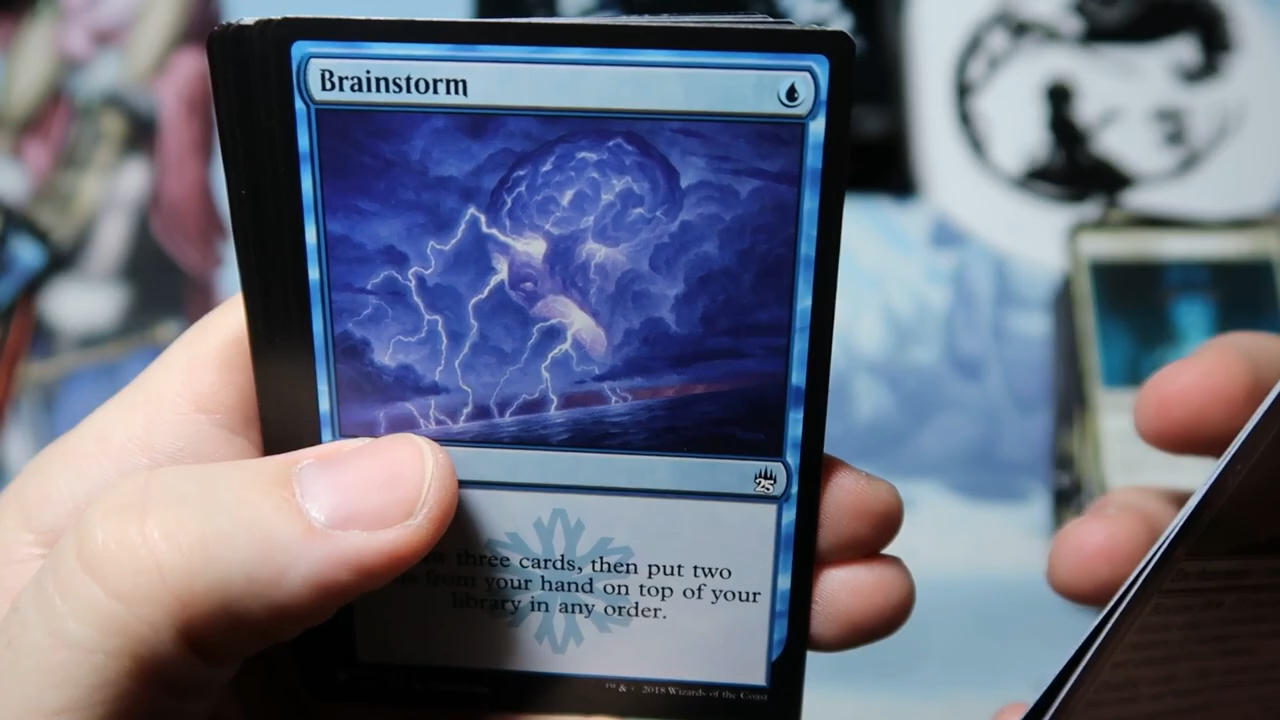 Brainstorm
25
three cards, then put two
from your hand on top of your
library in any order.
™ & 2018 Wizards of the Coast